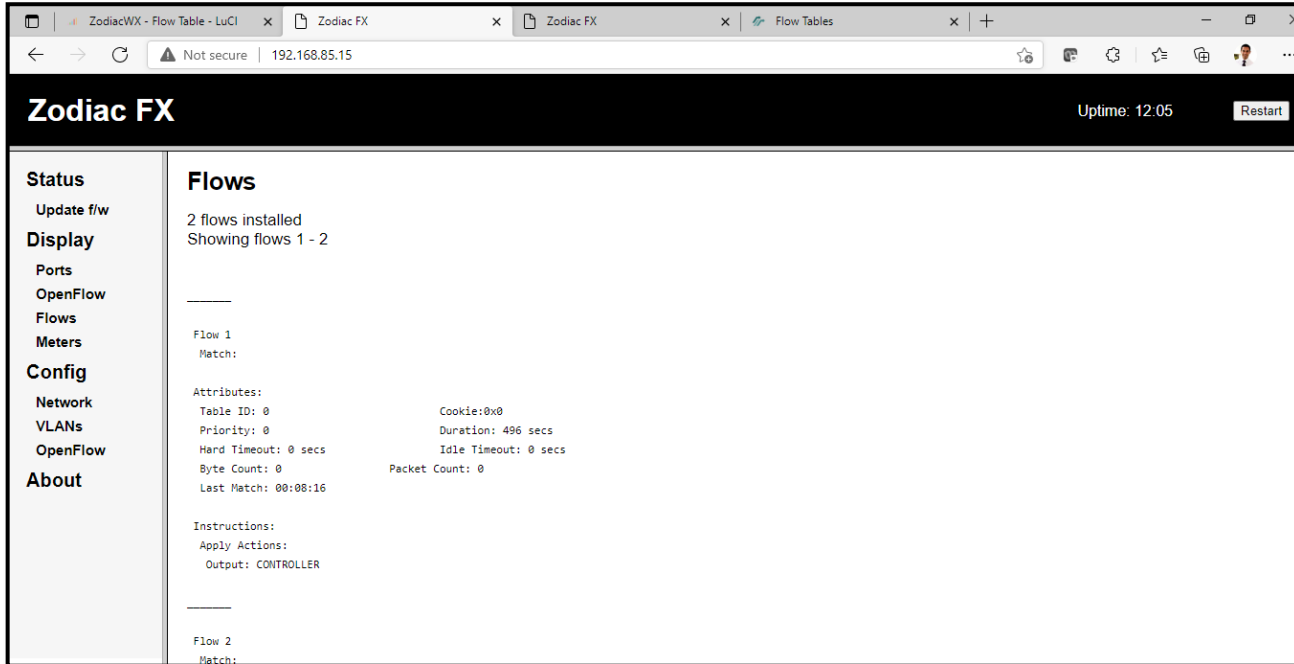 ZodiacWX - Flow Table - LuCI
Zodiac FX
Zodiac FX
Flow Tables
Not secure
192.168.85.15
Zodiac FX
Uptime: 12:05
Restart
Status
Update f/w
Display
Ports
OpenFlow
Flows
Meters
Config
Network
VLANs
OpenFlow
About
Flows
2 flows installed
Showing flows 1 - 2
Flow 1
Match:
Attributes:
Table ID: 0 Cookie:0x0
Priority: 0 Duration: 496 secs
Hard Timeout: 0 secs Idle Timeout: 0 secs
Byte Count: 0 Packet Count: 0
Last Match: 00:08:16
Instructions:
Apply Actions:
Output: CONTROLLER
Flow 2
Match: